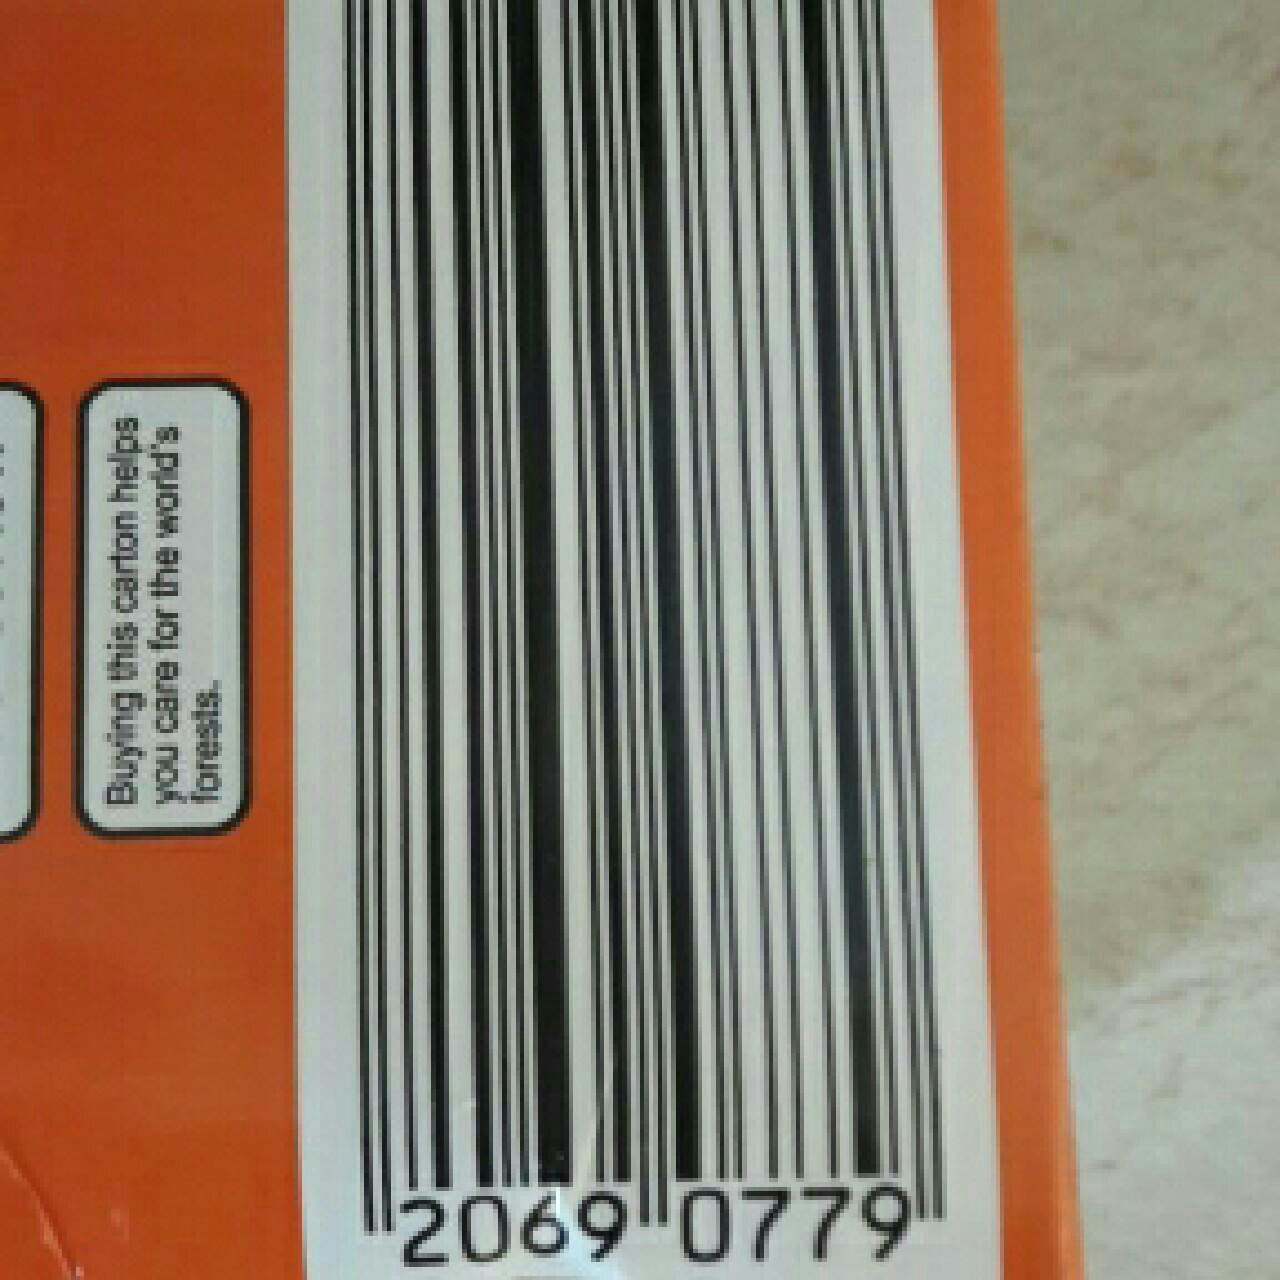 Buying this carton helps
you care for the world's
forests.
2069 0779